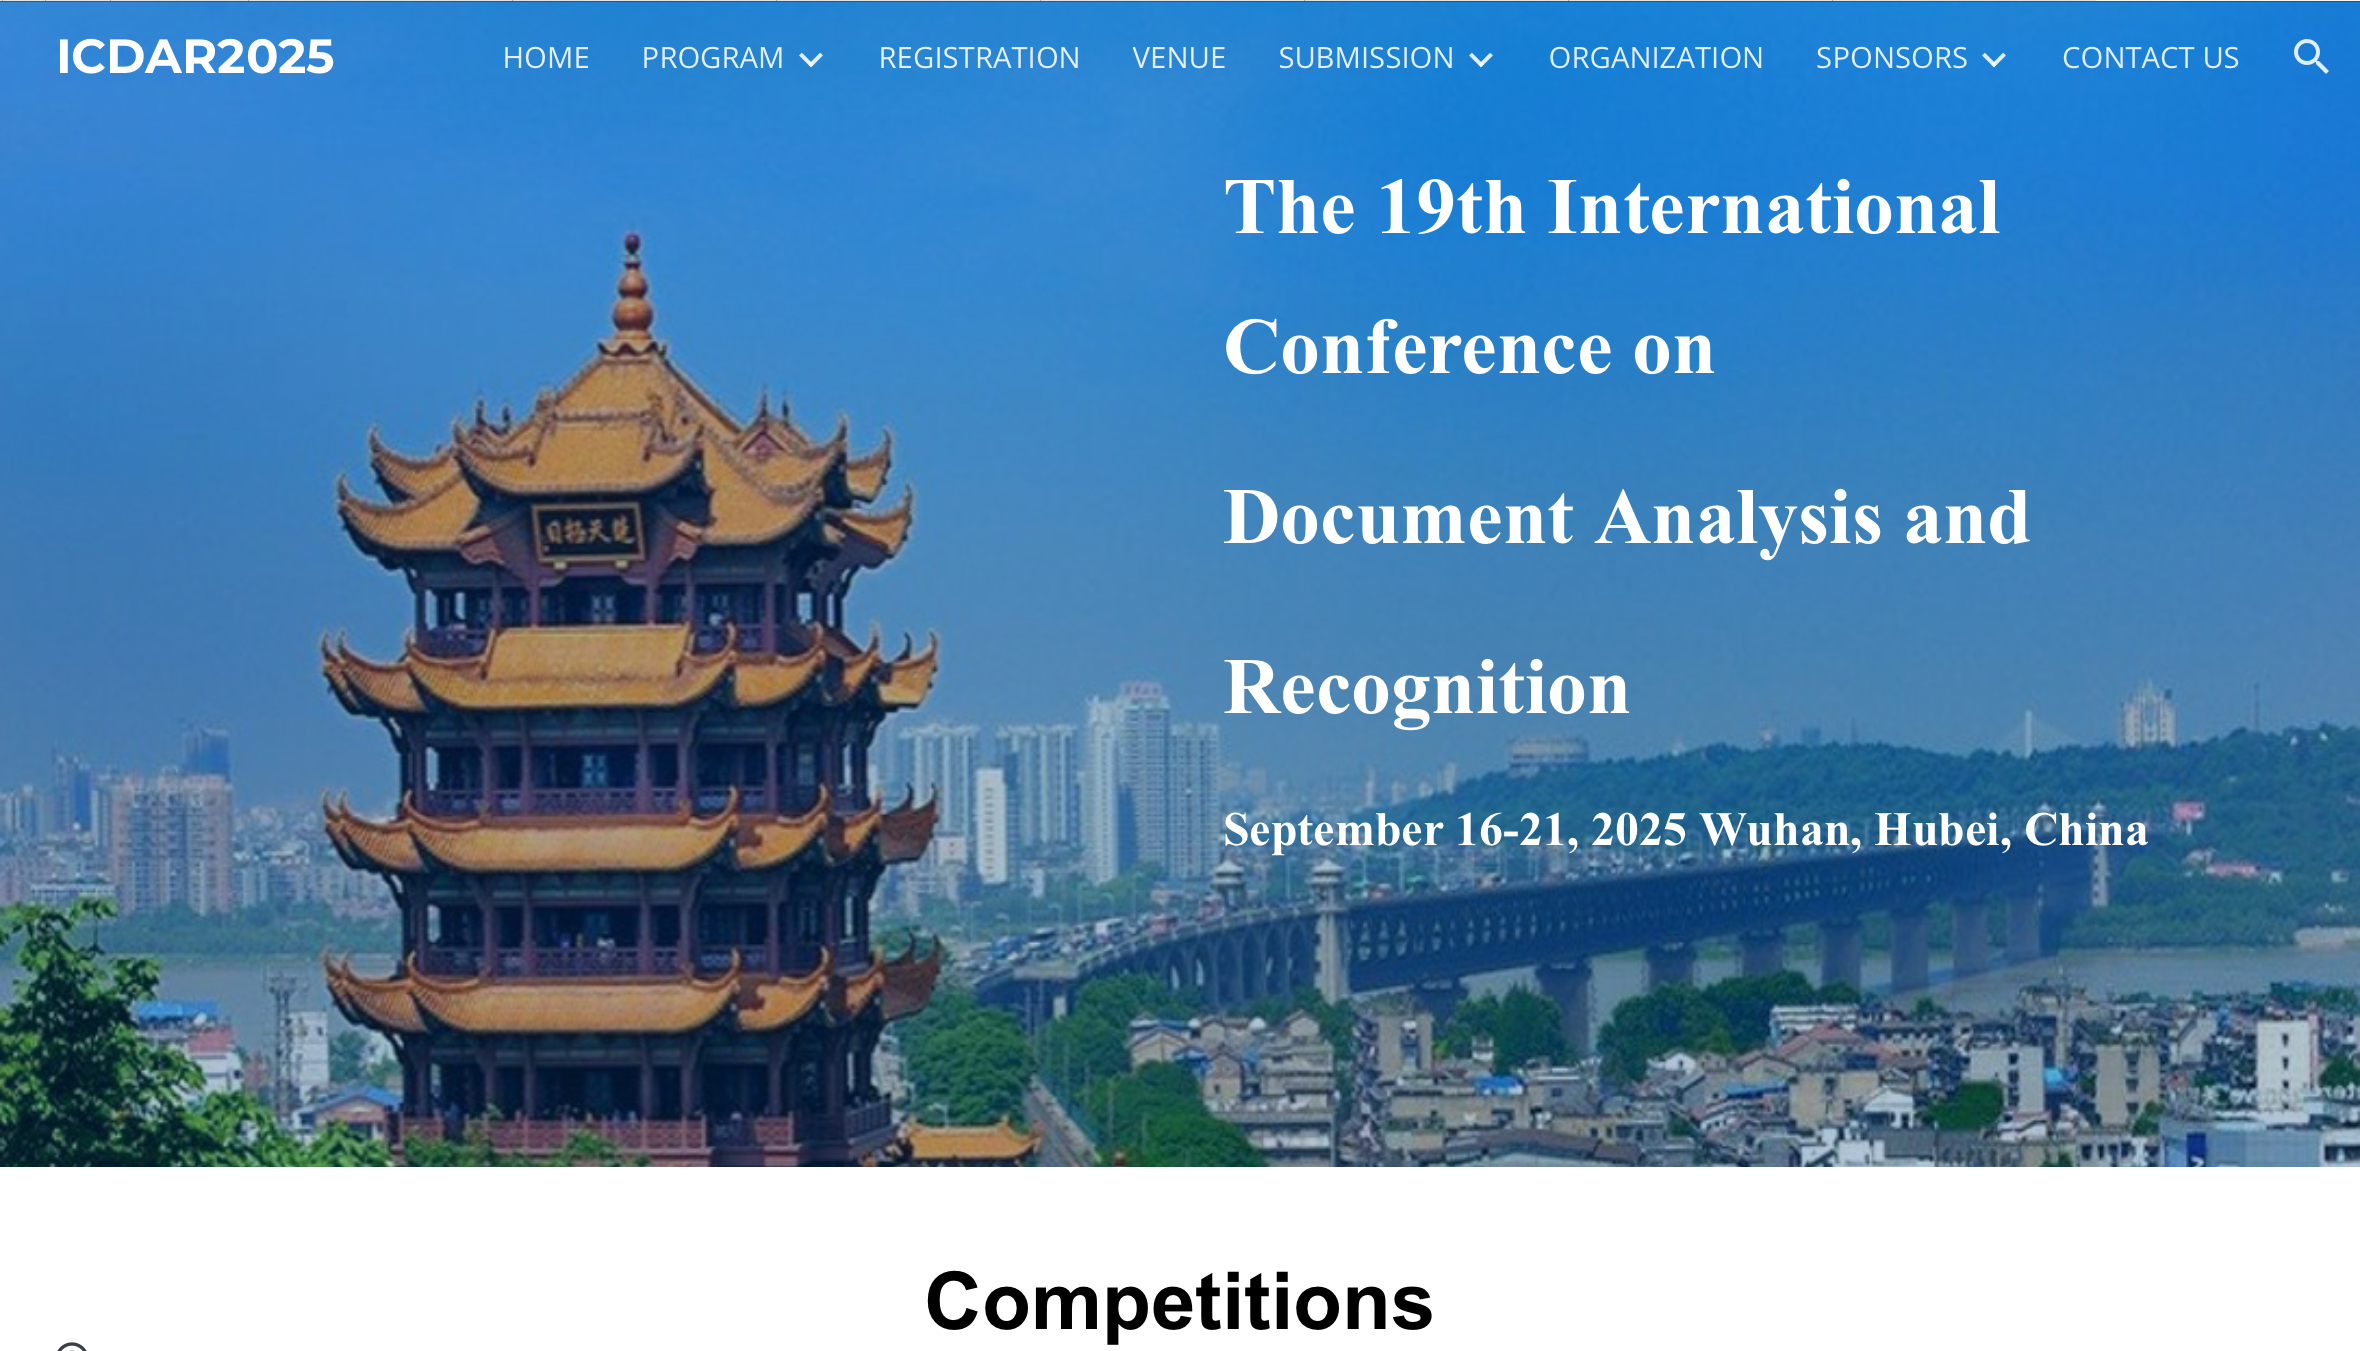 ICDAR2025
HOME
PROGRAM
REGISTRATION
VENUE
SUBMISSION
ORGANIZATION
SPONSORS
CONTACT US
The 19th International
Conference on
Document Analysis and
Recognition
September 16-21, 2025 Wuhan, Hubei, China
Competitions